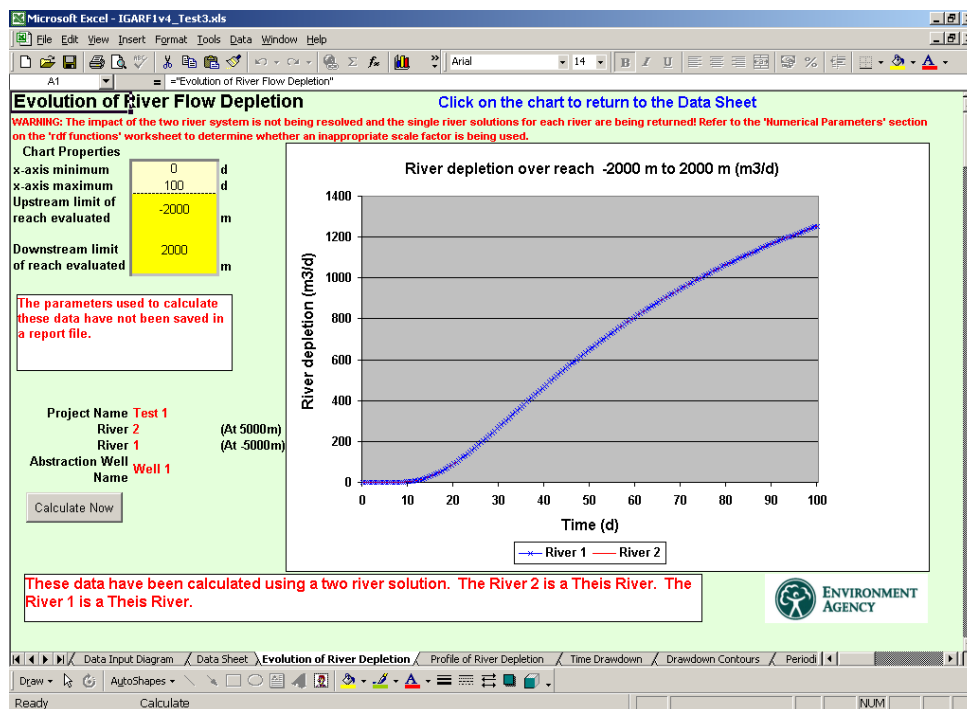 Microsoft Excel - IGARF1v4_Test3.xls
File Edit View Insert Format Tools Data Window Help
Arial 14 B I U
A1 = ="Evolution of River Flow Depletion"
Evolution of River Flow Depletion
Click on the chart to return to the Data Sheet
WARNING: The impact of the two river system is not being resolved and the single river solutions for each river are being returned! Refer to the 'Numerical Parameters' section
on the 'rdf functions' worksheet to determine whether an inappropriate scale factor is being used.
Chart Properties
x-axis minimum 0 d
x-axis maximum 100 d
Upstream limit of
reach evaluated -2000 m
Downstream limit
of reach evaluated 2000 m
The parameters used to calculate
these data have not been saved in
a report file.
Project Name Test 1
River 2 (At 5000m)
River 1 (At -5000m)
Abstraction Well
Name Well 1
Calculate Now
River depletion over reach -2000 m to 2000 m (m3/d)
River depletion (m3/d)
1400
1200
1000
800
600
400
200
0
0 10 20 30 40 50 60 70 80 90 100
Time (d)
River 1 River 2
These data have been calculated using a two river solution. The River 2 is a Theis River. The
River 1 is a Theis River.
ENVIRONMENT
AGENCY
Data Input Diagram Data Sheet Evolution of River Depletion Profile of River Depletion Time Drawdown Drawdown Contours Periodi
Draw AutoShapes
Ready Calculate NUM